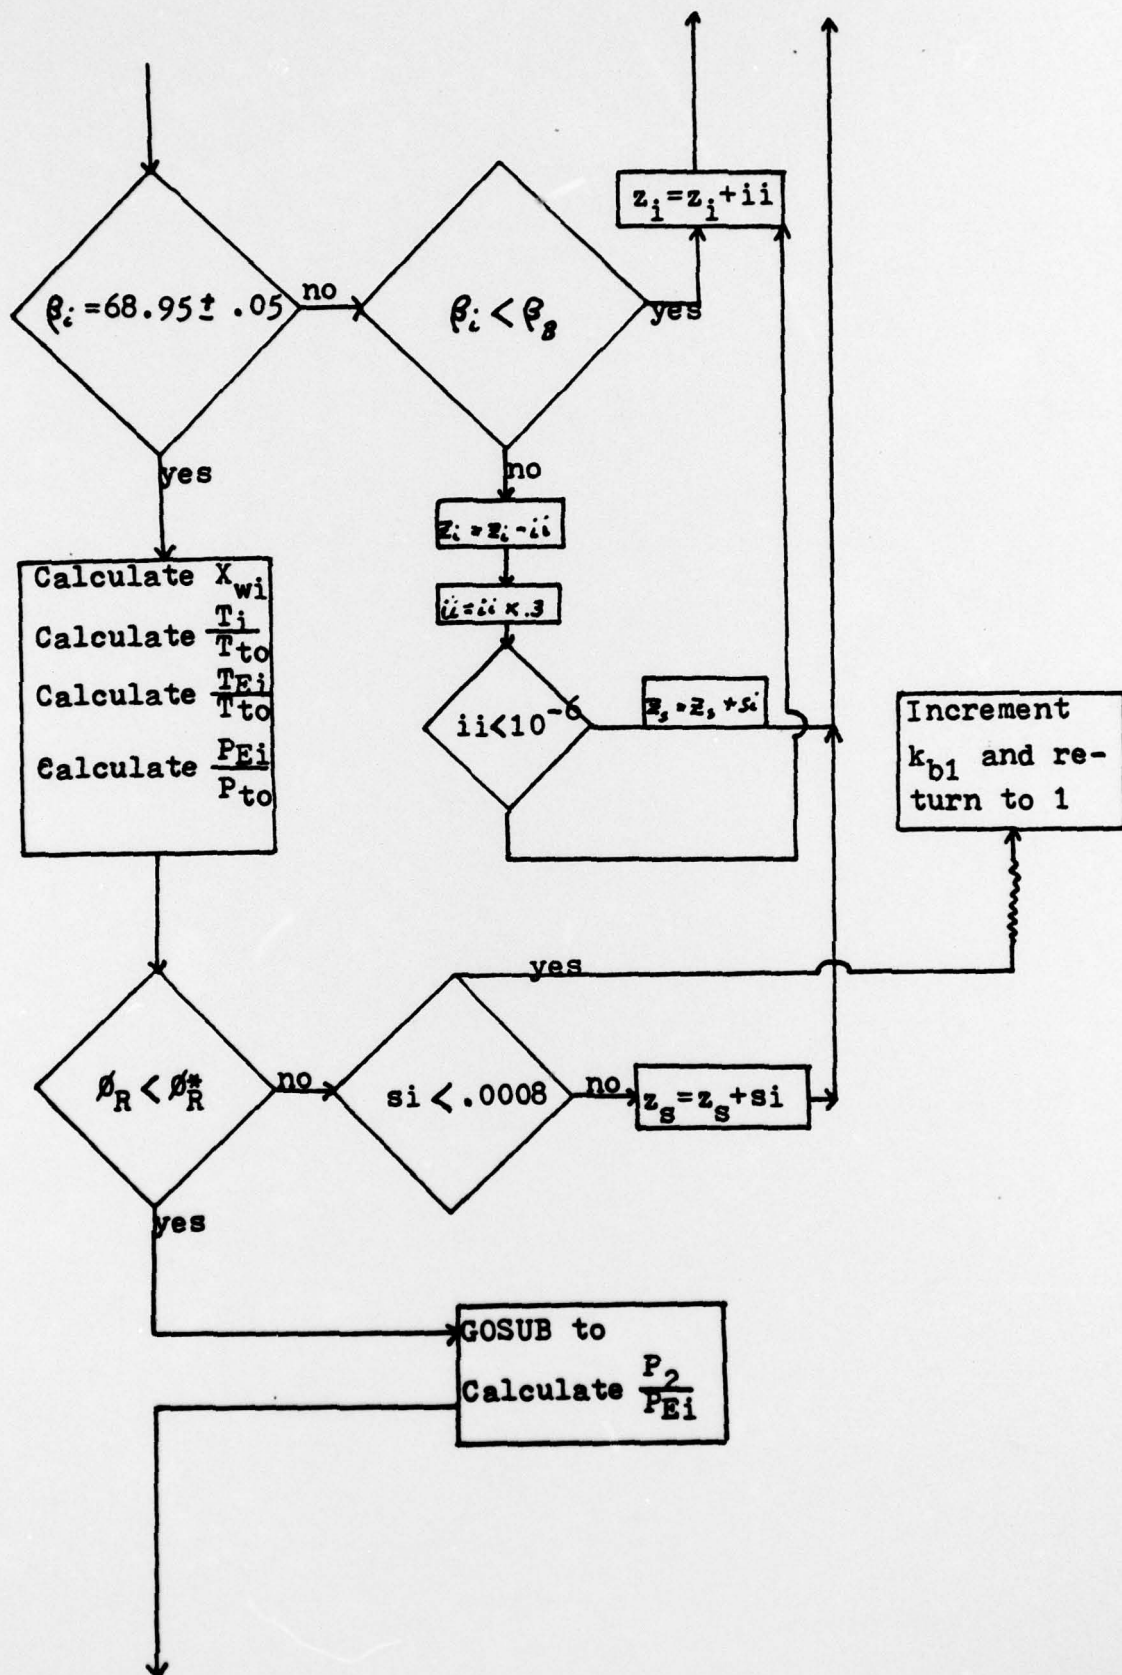 z_i=z_i+ii
β_i=68.95± .05
no
β_i<β_B
yes
yes
no
z_i=z_i-ii
ii=ii×.3
Calculate X_wi
Calculate T_i/T_to
Calculate T_Ei/T_to
Calculate P_Ei/P_to
ii<10^-6
z_s=z_s+si
Increment
k_b1 and re-
turn to 1
yes
ø_R<ø*_R
no
si<.0008
no
z_s=z_s+si
yes
GOSUB to
Calculate P_2/P_Ei